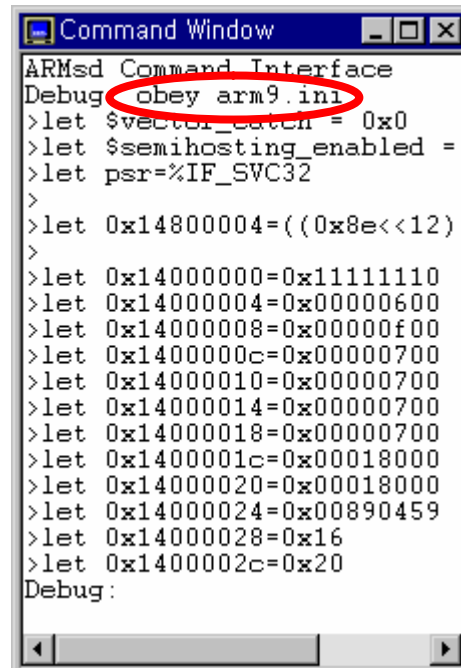 Command Window
ARMsd Command Interface
Debug: obey arm9.ini
>let $vector_catch = 0x0
>let $semihosting_enabled =
>let psr=%IF_SVC32
>
>let 0x14800004=((0x8e<<12)
>
>let 0x14000000=0x11111110
>let 0x14000004=0x00000600
>let 0x14000008=0x00000f00
>let 0x1400000c=0x00000700
>let 0x14000010=0x00000700
>let 0x14000014=0x00000700
>let 0x14000018=0x00000700
>let 0x1400001c=0x00018000
>let 0x14000020=0x00018000
>let 0x14000024=0x00890459
>let 0x14000028=0x16
>let 0x1400002c=0x20
Debug: